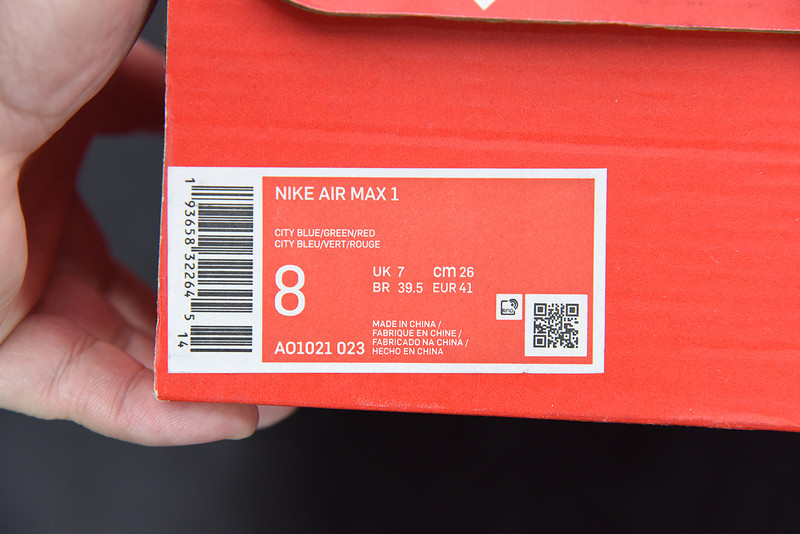 NIKE AIR MAX 1
CITY BLUE/GREEN/RED
CITY BLEU/VERT/ROUGE
8
UK 7 cm 26
BR 39.5 EUR 41
AO1021 023
MADE IN CHINA /
FABRIQUE EN CHINE /
FABRICADO NA CHINA /
HECHO EN CHINA
1 93658 32264 5 14